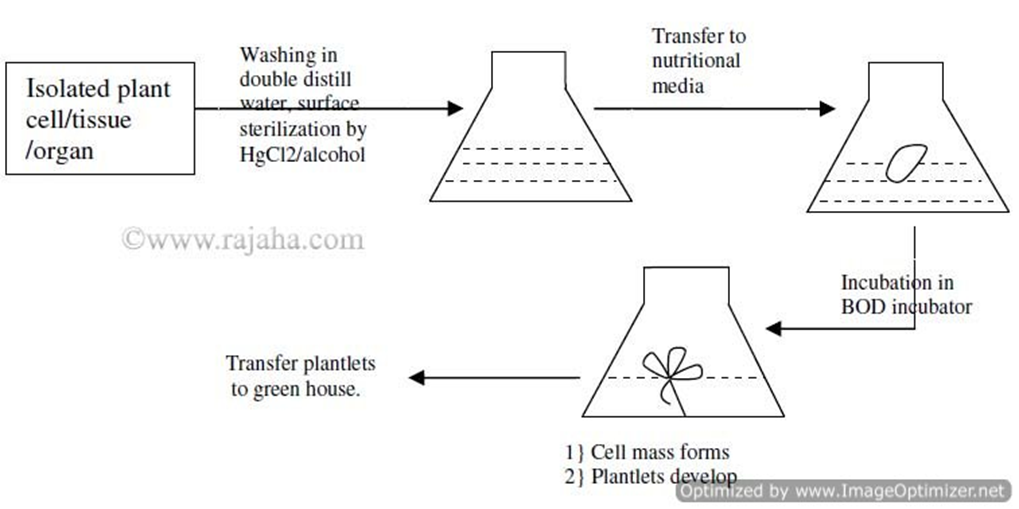 Isolated plant
cell/tissue
/organ
Washing in
double distill
water, surface
sterilization by
HgCl2/alcohol
Transfer to
nutritional
media
©www.rajaha.com
Incubation in
BOD incubator
Transfer plantlets
to green house.
1} Cell mass forms
2} Plantlets develop
Optimized by www.ImageOptimizer.net